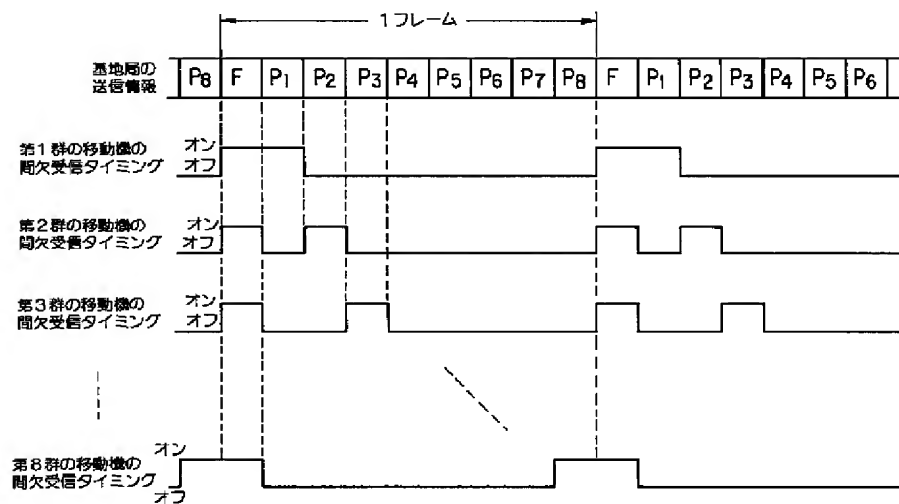 1フレーム
基地局の
送信情報
P8 F P1 P2 P3 P4 P5 P6 P7 P8 F P1 P2 P3 P4 P5 P6
第1群の移動機の
間欠受信タイミング
オン
オフ
第2群の移動機の
間欠受信タイミング
オン
オフ
第3群の移動機の
間欠受信タイミング
オン
オフ
第8群の移動機の
間欠受信タイミング
オン
オフ